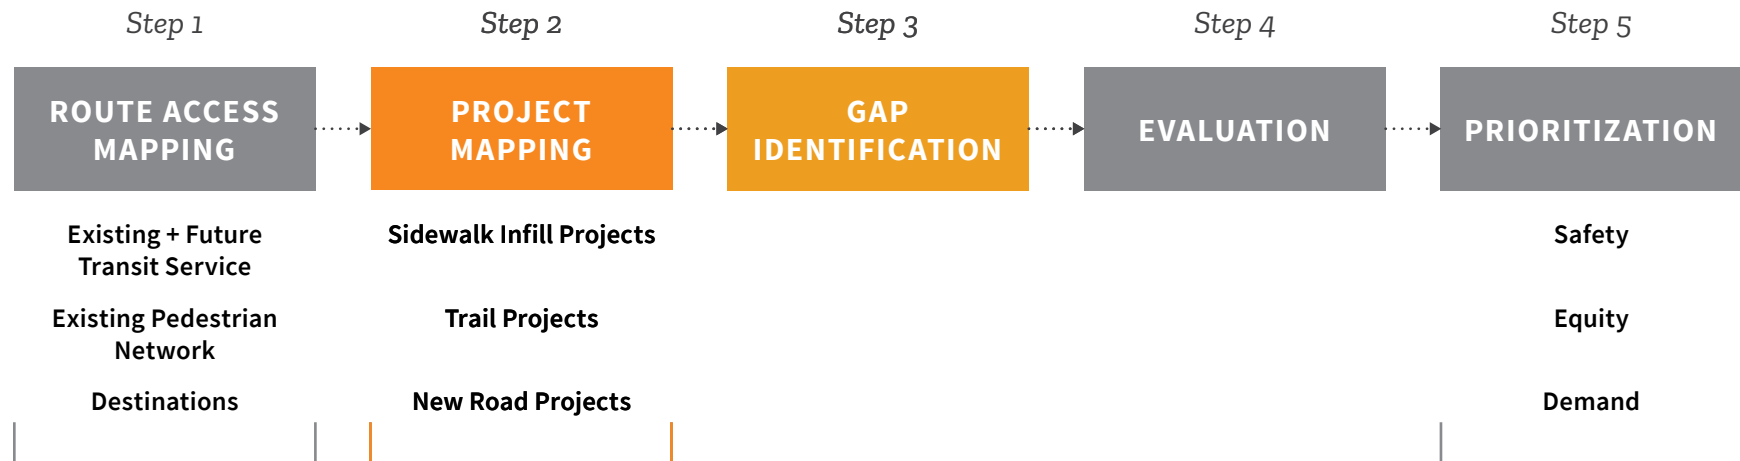 Step 1
Step 2
Step 3
Step 4
Step 5
ROUTE ACCESS
MAPPING
PROJECT
MAPPING
GAP
IDENTIFICATION
EVALUATION
PRIORITIZATION
Existing + Future
Transit Service
Existing Pedestrian
Network
Destinations
Sidewalk Infill Projects
Trail Projects
New Road Projects
Safety
Equity
Demand